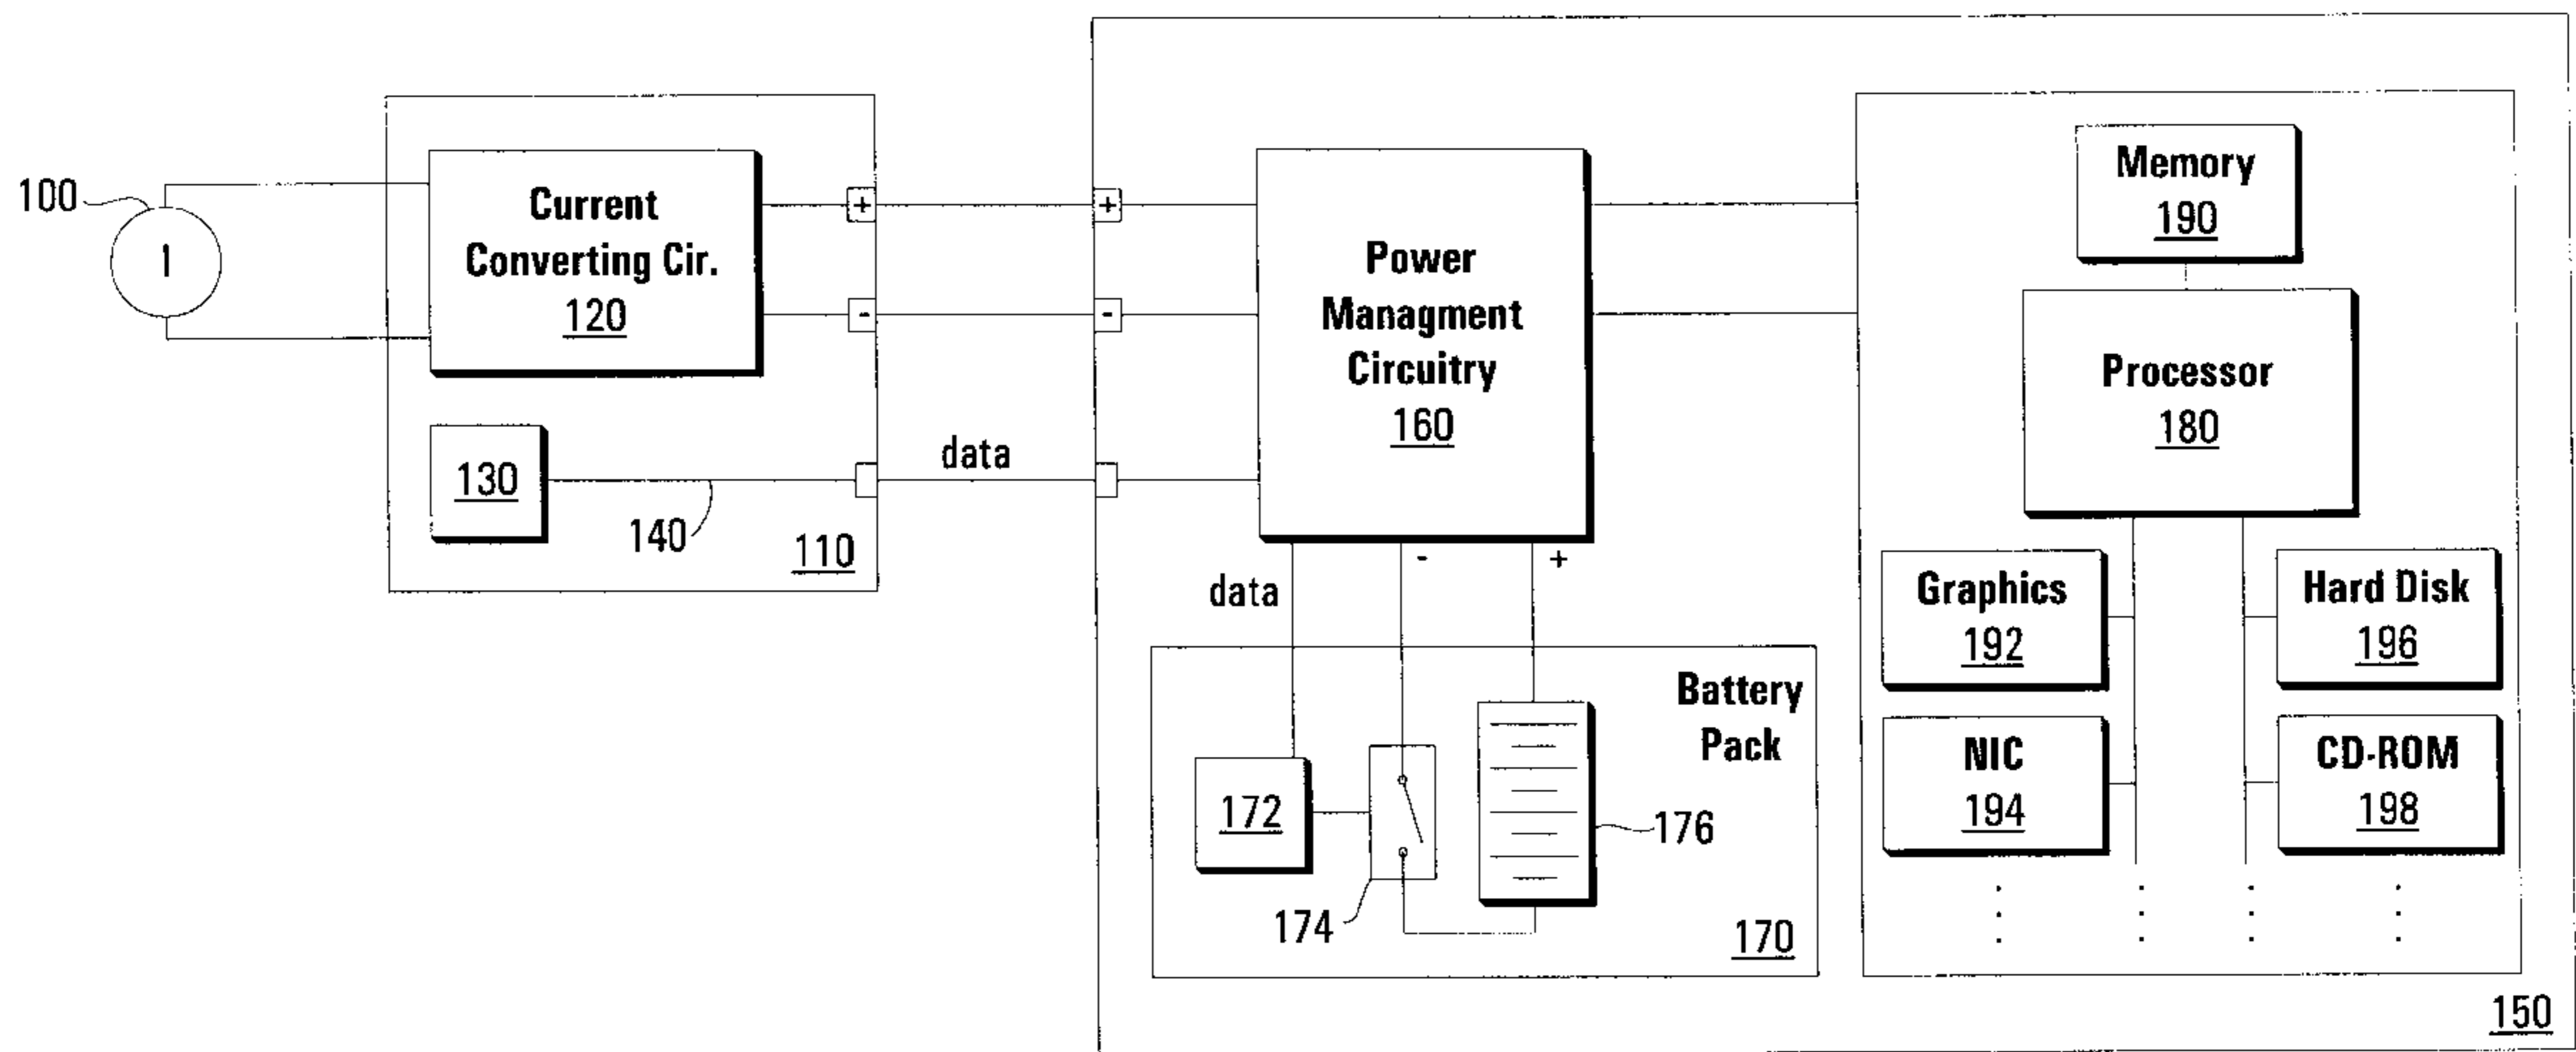 100
1
Current
Converting Cir.
120
+
-
130
140
110
data
+
-
Power
Managment
Circuitry
160
data
-
+
Battery
Pack
172
174
176
170
Memory
190
Processor
180
Graphics
192
Hard Disk
196
NIC
194
CD-ROM
198
150